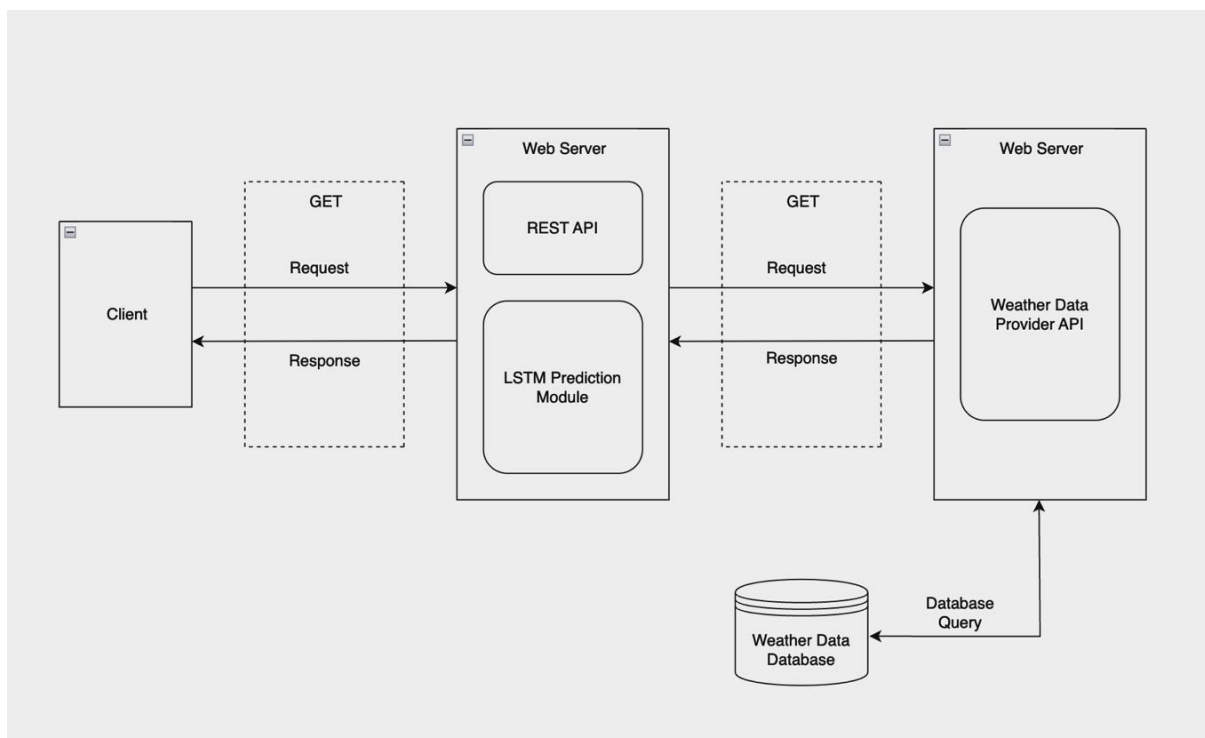 Web Server
Web Server
GET
GET
REST API
Request
Request
Client
Weather Data
Provider API
Response
Response
LSTM Prediction
Module
Database
Query
Weather Data
Database